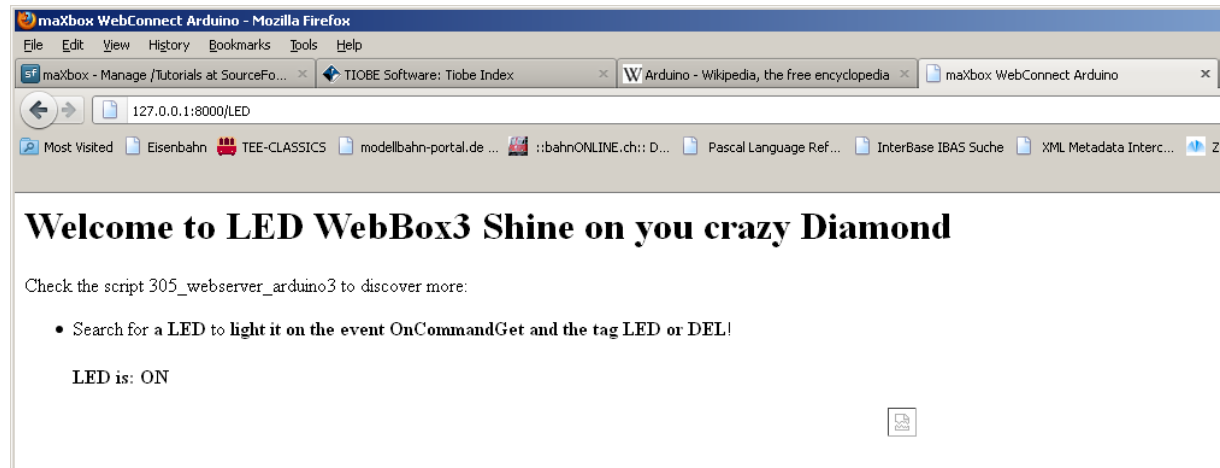 maXbox WebConnect Arduino - Mozilla Firefox
File Edit View History Bookmarks Tools Help
sf maXbox - Manage /Tutorials at SourceFo... × TIOBE Software: Tiobe Index × W Arduino - Wikipedia, the free encyclopedia × maXbox WebConnect Arduino ×
127.0.0.1:8000/LED
Most Visited Eisenbahn TEE-CLASSICS modellbahn-portal.de ... ::bahnONLINE.ch:: D... Pascal Language Ref... InterBase IBAS Suche XML Metadata Interc... Z
Welcome to LED WebBox3 Shine on you crazy Diamond
Check the script 305_webserver_arduino3 to discover more:
• Search for a LED to light it on the event OnCommandGet and the tag LED or DEL!
LED is: ON